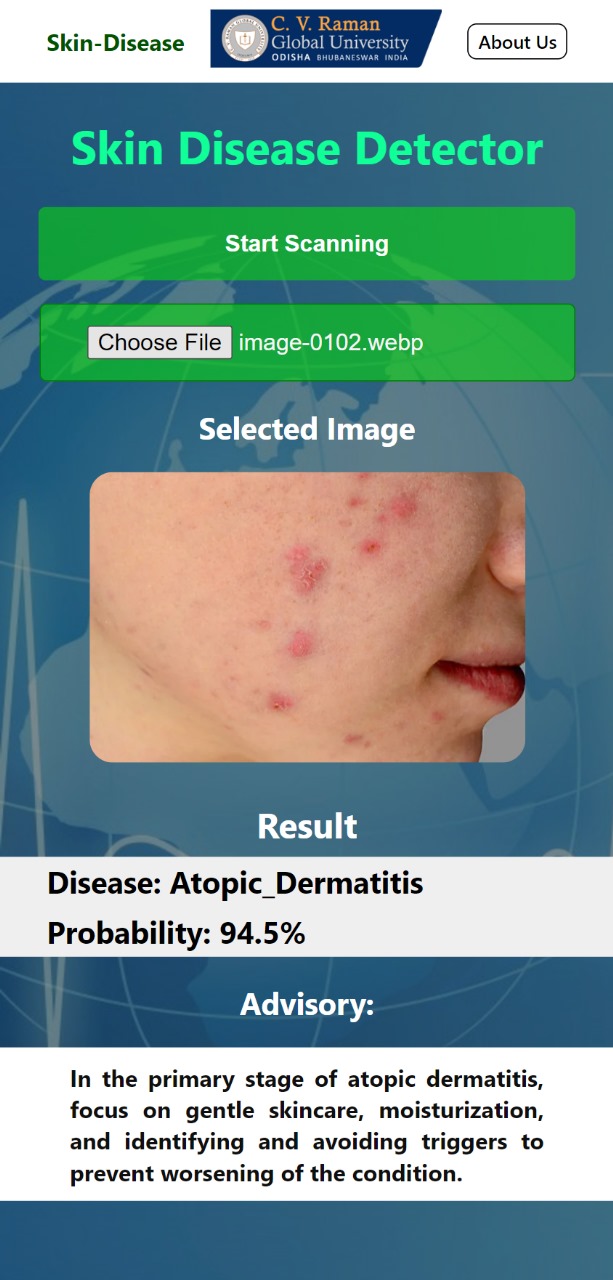 Skin-Disease
C. V. Raman
Global University
ODISHA BHUBANESWAR INDIA
About Us
Skin Disease Detector
Start Scanning
Choose File image-0102.webp
Selected Image
Result
Disease: Atopic_Dermatitis
Probability: 94.5%
Advisory:
In the primary stage of atopic dermatitis,
focus on gentle skincare, moisturization,
and identifying and avoiding triggers to
prevent worsening of the condition.